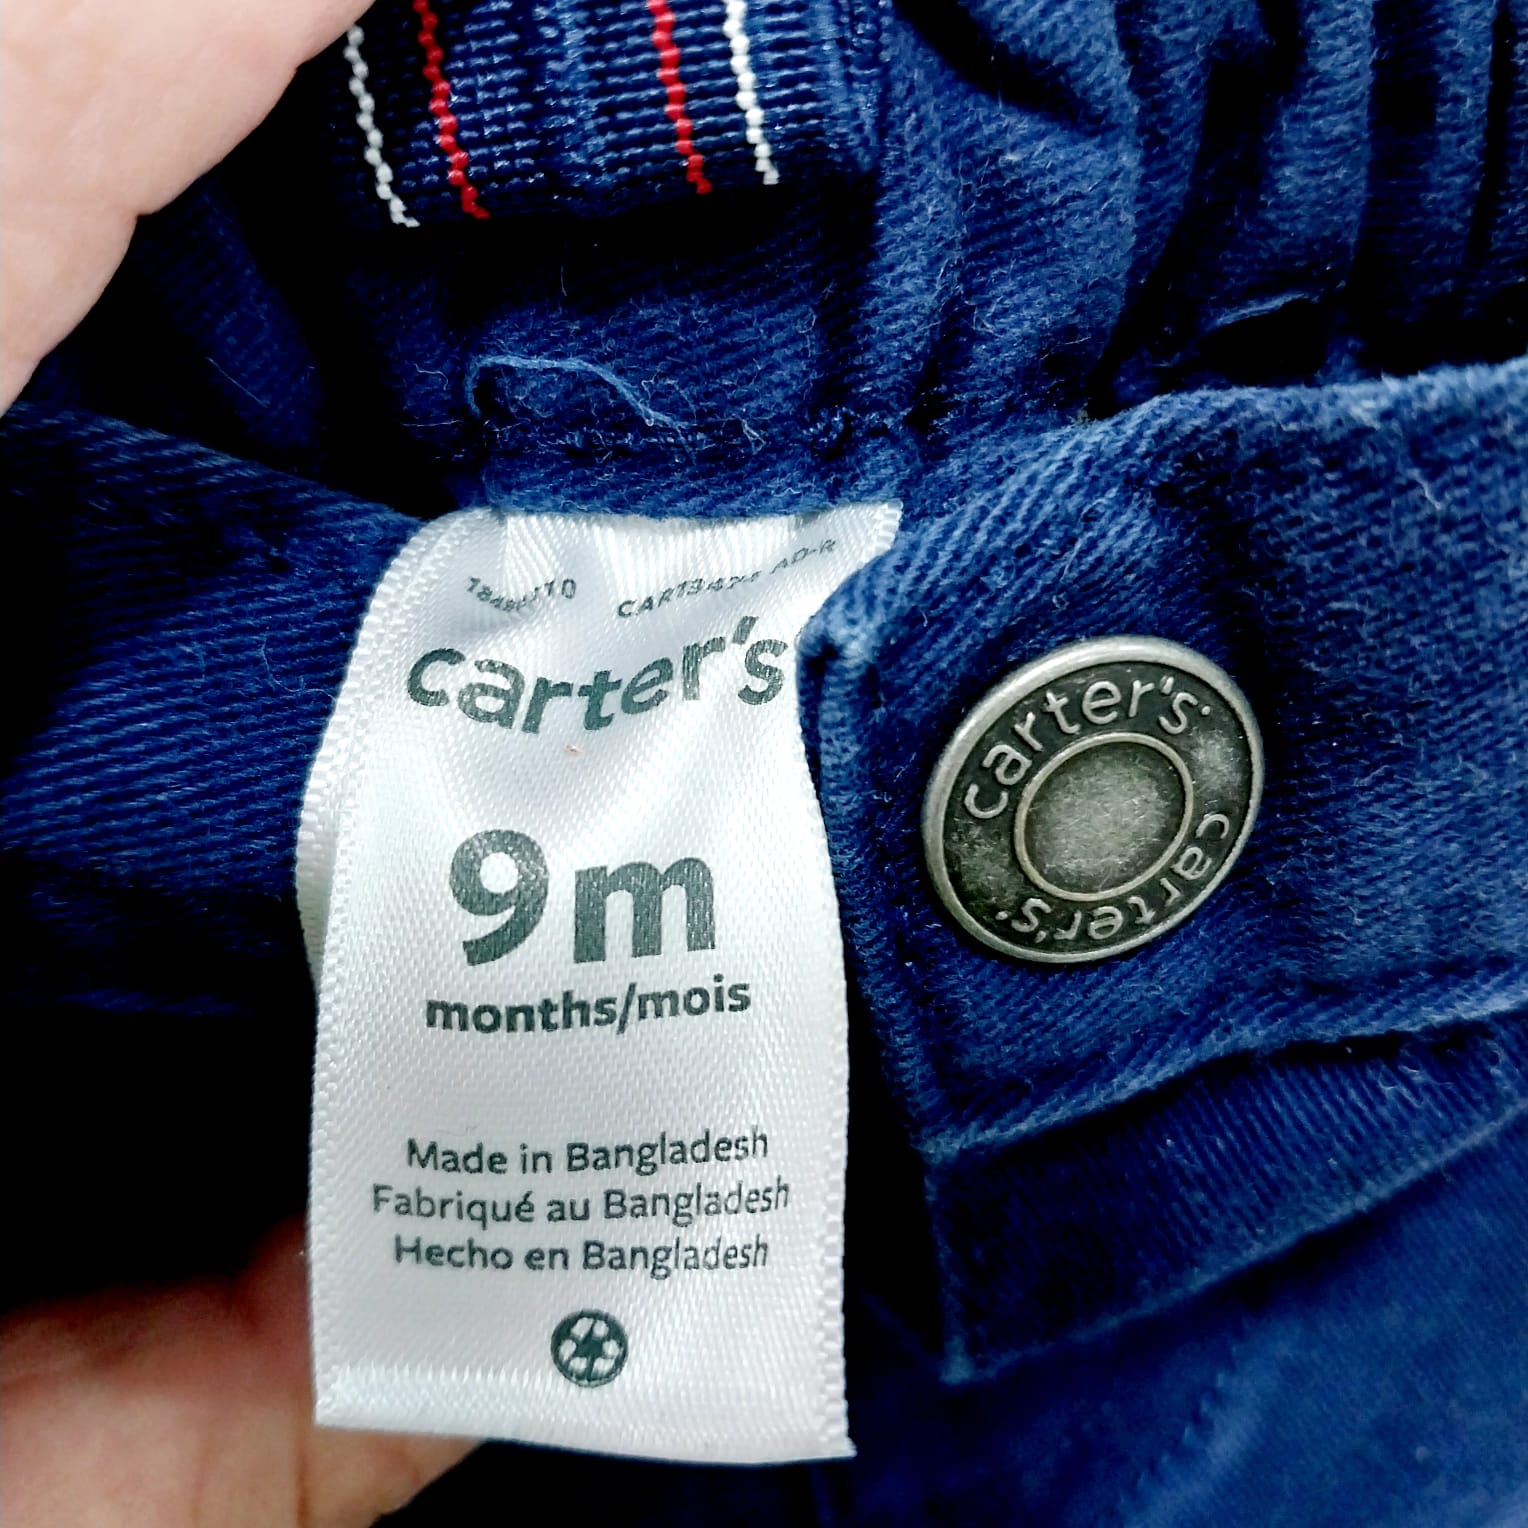 carter's
9m
months/mois
Made in Bangladesh
Fabriqué au Bangladesh
Hecho en Bangladesh
carter's
carter's